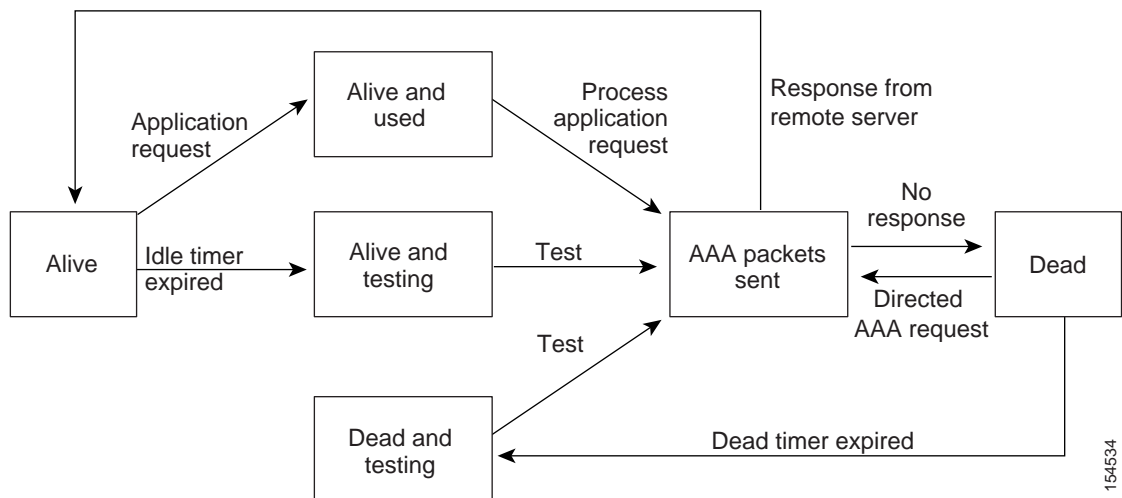 Application
request
Alive and
used
Process
application
request
Response from
remote server
Alive
Idle timer
expired
Alive and
testing
Test
AAA packets
sent
No
response
Directed
AAA request
Dead
Test
Dead and
testing
Dead timer expired
154534